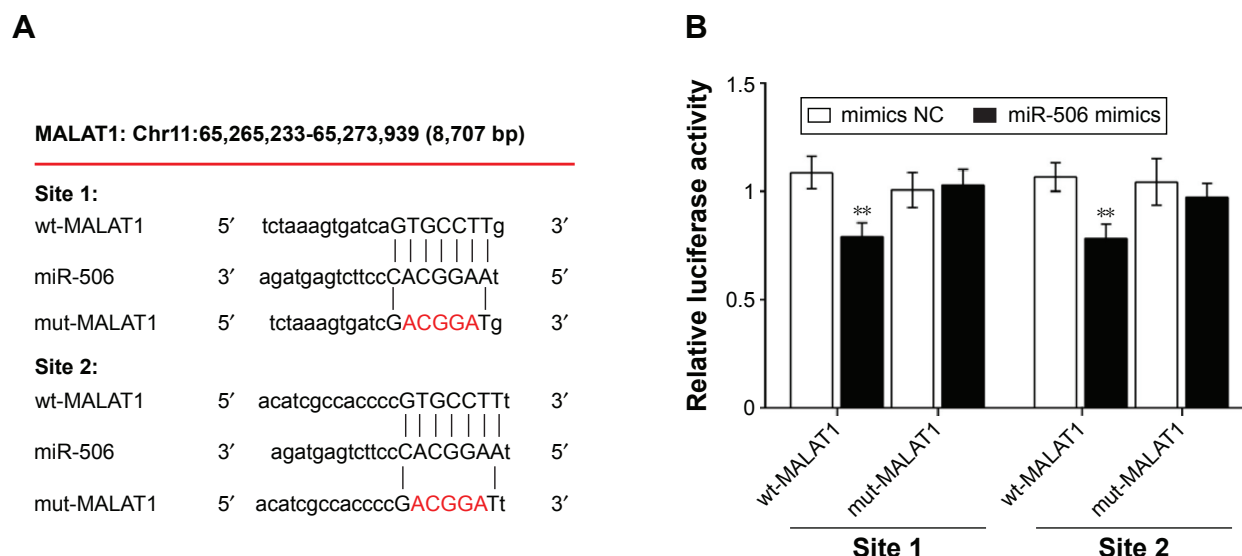 A
MALAT1: Chr11:65,265,233-65,273,939 (8,707 bp)
Site 1:
wt-MALAT1 5′ tctaaagtgatcaGTGCCTTg 3′
miR-506 3′ agatgagtcttccCACGGAAt 5′
mut-MALAT1 5′ tctaaagtgatcGACGGATg 3′
Site 2:
wt-MALAT1 5′ acatcgccaccccGTGCCTTt 3′
miR-506 3′ agatgagtcttccCACGGAAt 5′
mut-MALAT1 5′ acatcgccaccccGACGGATt 3′
B
Relative luciferase activity
1.5
1
0.5
0
mimics NC miR-506 mimics
**
**
wt-MALAT1 mut-MALAT1 wt-MALAT1 mut-MALAT1
Site 1 Site 2